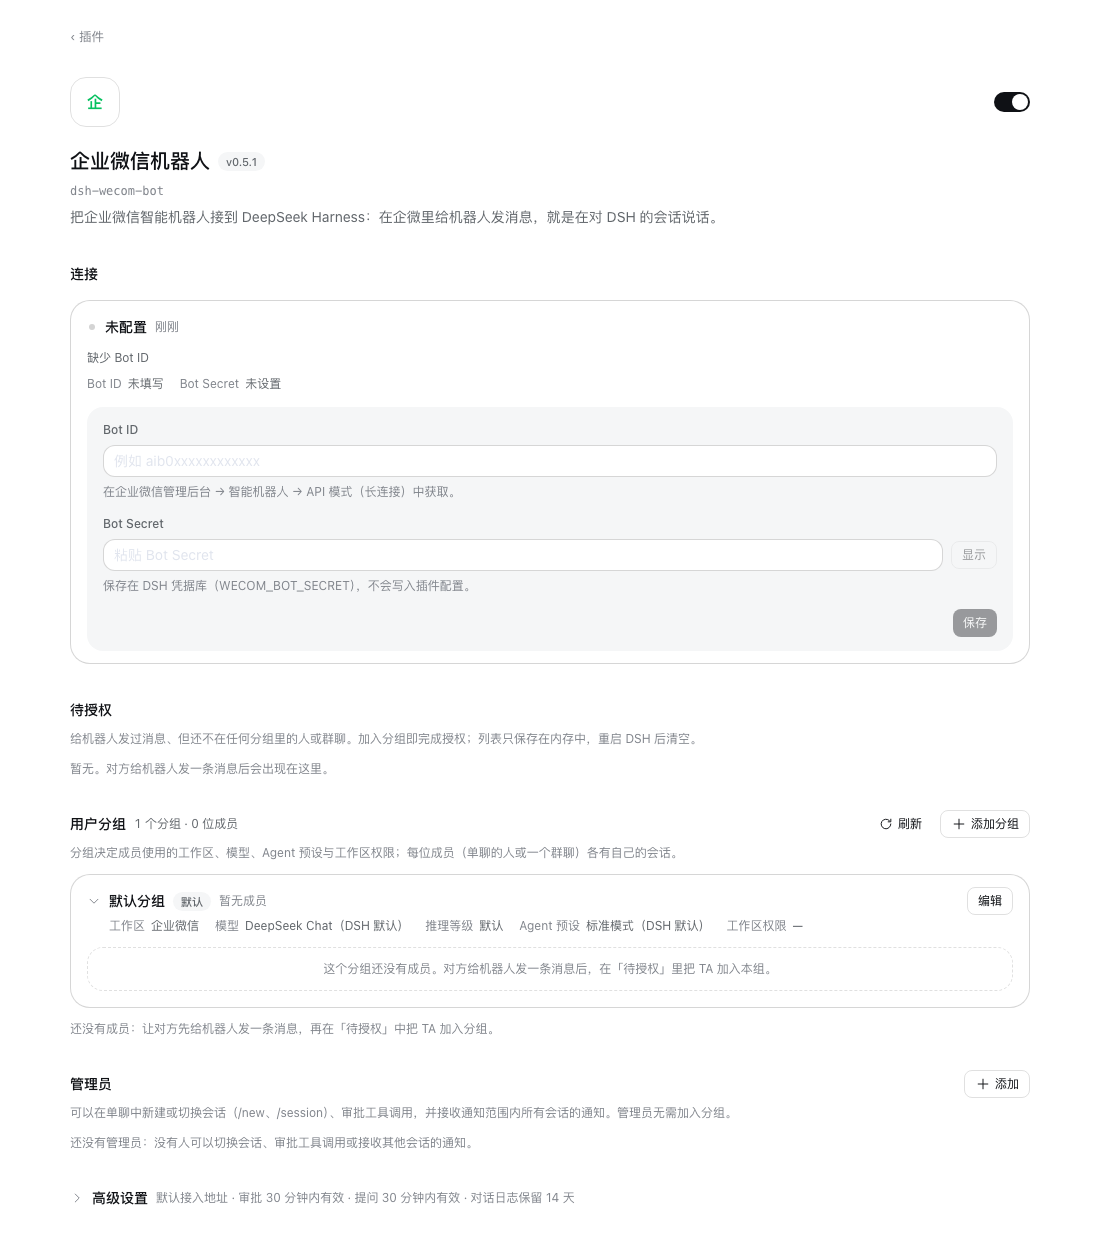 ‹ 插件
企
企业微信机器人 v0.5.1
dsh-wecom-bot
把企业微信智能机器人接到 DeepSeek Harness：在企微里给机器人发消息，就是在对 DSH 的会话说话。
连接
未配置 刚刚
缺少 Bot ID
Bot ID 未填写 Bot Secret 未设置
Bot ID
例如 aib0xxxxxxxxxxxx
在企业微信管理后台 → 智能机器人 → API 模式（长连接）中获取。
Bot Secret
粘贴 Bot Secret 显示
保存在 DSH 凭据库（WECOM_BOT_SECRET），不会写入插件配置。
保存
待授权
给机器人发过消息、但还不在任何分组里的人或群聊。加入分组即完成授权；列表只保存在内存中，重启 DSH 后清空。
暂无。对方给机器人发一条消息后会出现在这里。
用户分组 1 个分组 · 0 位成员 刷新 添加分组
分组决定成员使用的工作区、模型、Agent 预设与工作区权限；每位成员（单聊的人或一个群聊）各有自己的会话。
默认分组 默认 暂无成员 编辑
工作区 企业微信 模型 DeepSeek Chat（DSH 默认） 推理等级 默认 Agent 预设 标准模式（DSH 默认） 工作区权限 —
这个分组还没有成员。对方给机器人发一条消息后，在「待授权」里把 TA 加入本组。
还没有成员：让对方先给机器人发一条消息，再在「待授权」中把 TA 加入分组。
管理员 添加
可以在单聊中新建或切换会话（/new、/session）、审批工具调用，并接收通知范围内所有会话的通知。管理员无需加入分组。
还没有管理员：没有人可以切换会话、审批工具调用或接收其他会话的通知。
高级设置 默认接入地址 · 审批 30 分钟内有效 · 提问 30 分钟内有效 · 对话日志保留 14 天